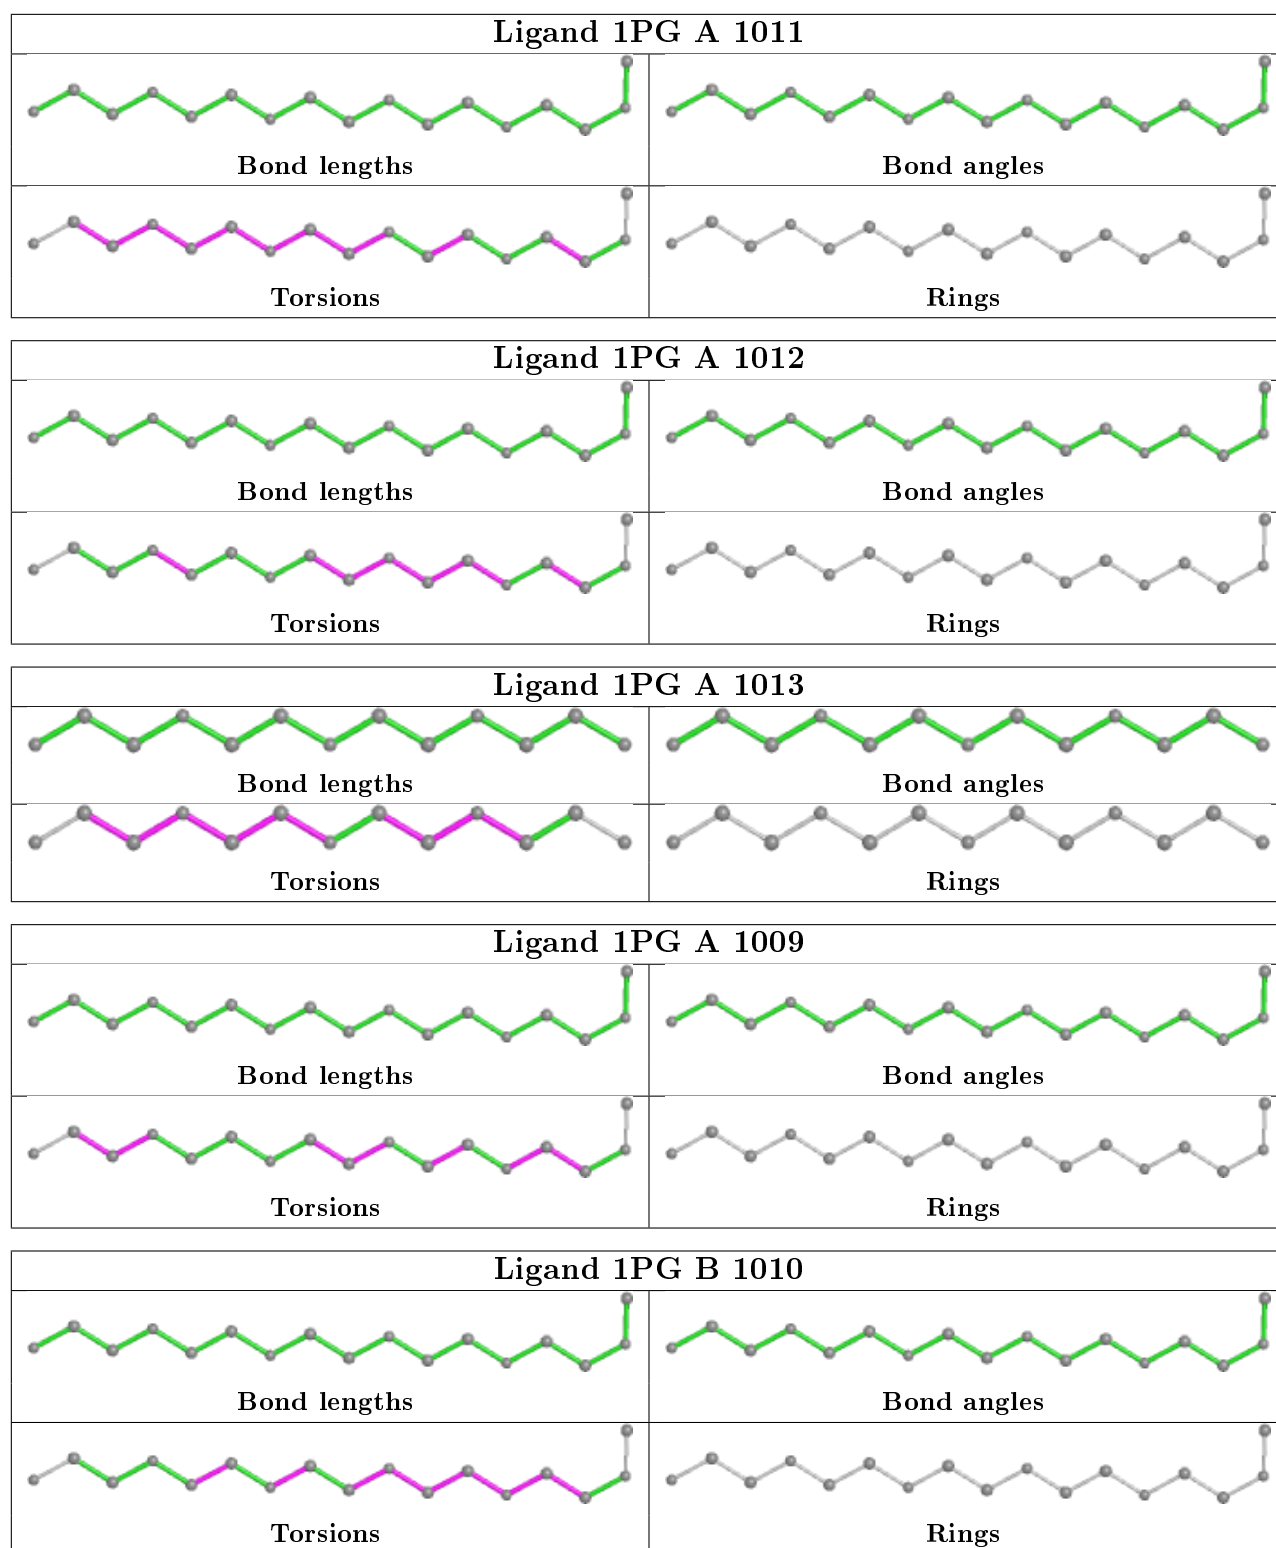 Ligand 1PG A 1011
Bond lengths
Bond angles
Torsions
Rings
Ligand 1PG A 1012
Bond lengths
Bond angles
Torsions
Rings
Ligand 1PG A 1013
Bond lengths
Bond angles
Torsions
Rings
Ligand 1PG A 1009
Bond lengths
Bond angles
Torsions
Rings
Ligand 1PG B 1010
Bond lengths
Bond angles
Torsions
Rings